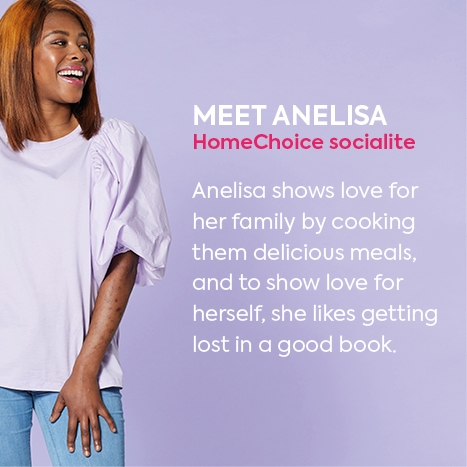 MEET ANELISA
HomeChoice socialite
Anelisa shows love for
her family by cooking
them delicious meals,
and to show love for
herself, she likes getting
lost in a good book.